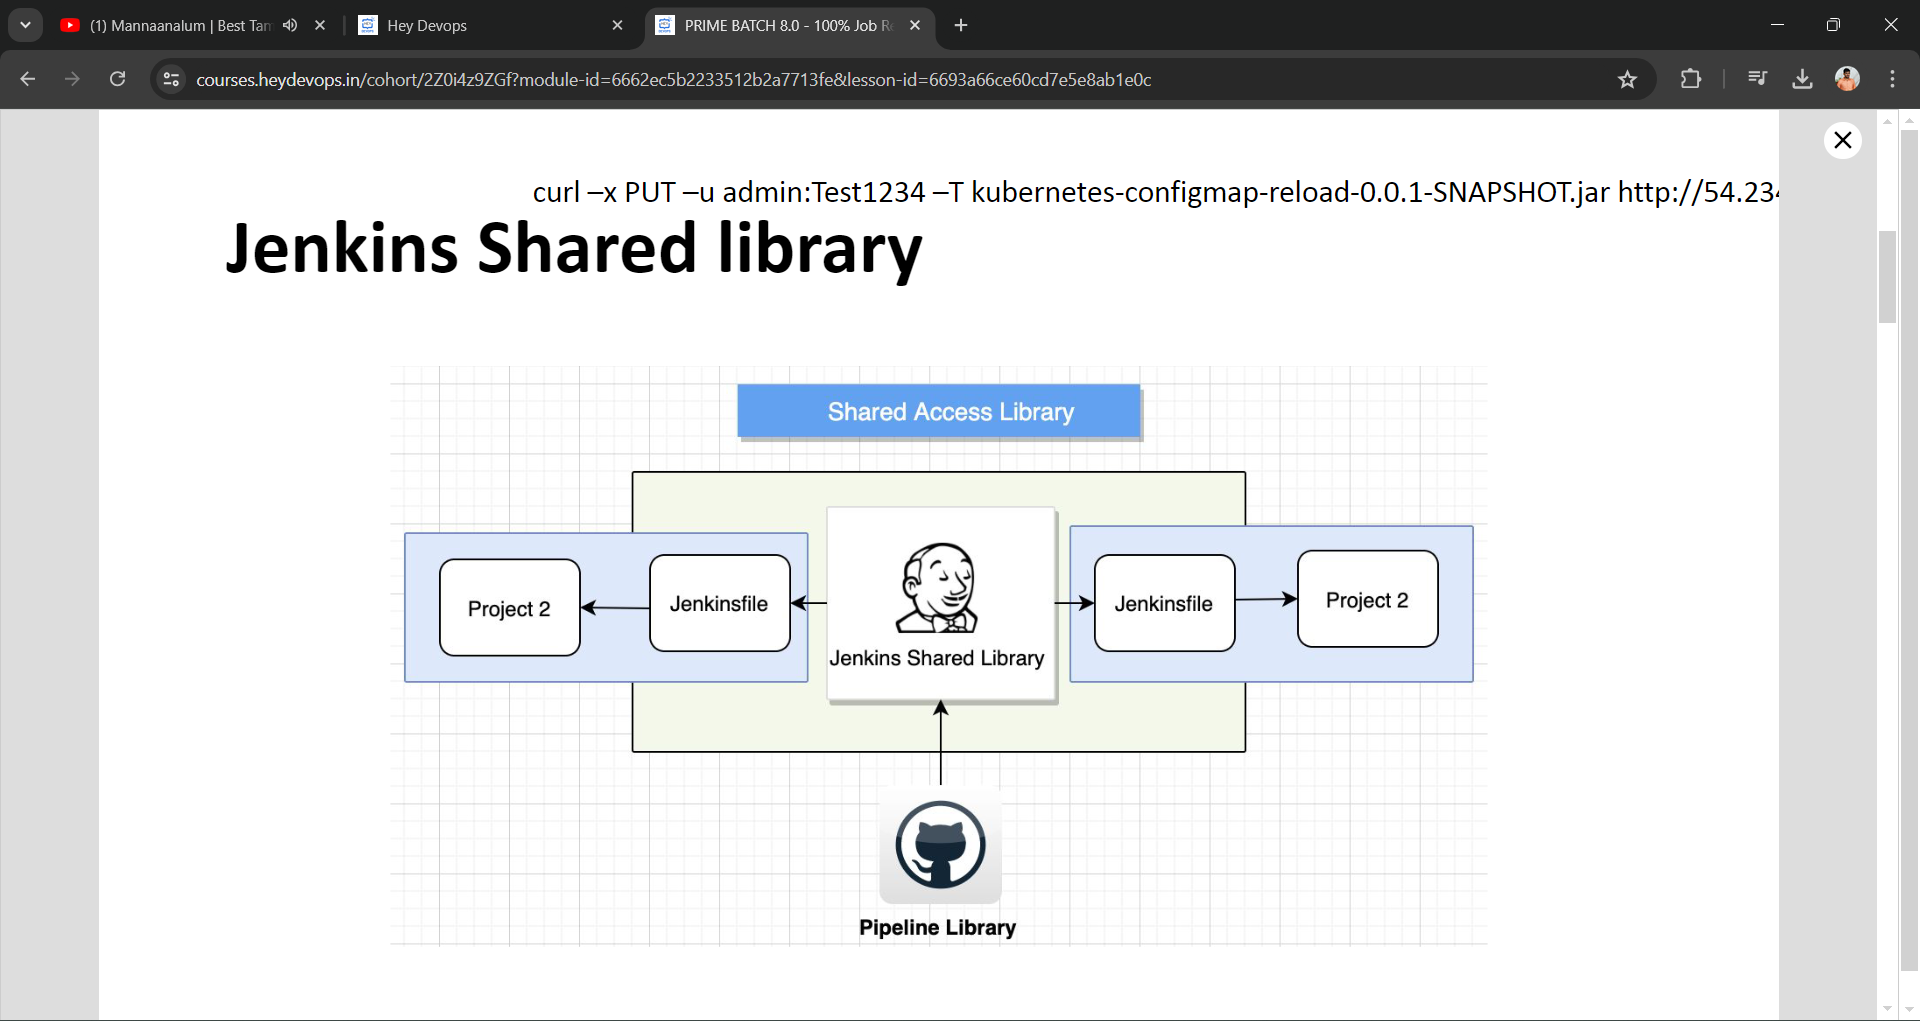 (1) Mannaanalum | Best Tam
Hey Devops
PRIME BATCH 8.0 - 100% Job Re
courses.heydevops.in/cohort/2Z0i4z9ZGf?module-id=6662ec5b2233512b2a7713fe&lesson-id=6693a66ce60cd7e5e8ab1e0c
curl –x PUT –u admin:Test1234 –T kubernetes-configmap-reload-0.0.1-SNAPSHOT.jar http://54.234
Jenkins Shared library
Shared Access Library
Project 2
Jenkinsfile
Jenkins Shared Library
Jenkinsfile
Project 2
Pipeline Library